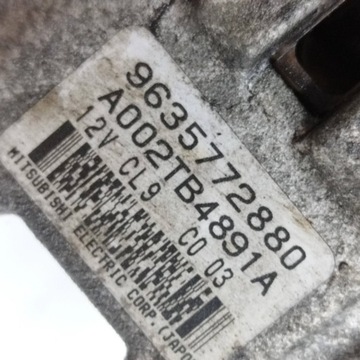 9635772880
A002TB4891A
12V CL9 C0 03
MITSUBISHI ELECTRIC CORP.(JAPA